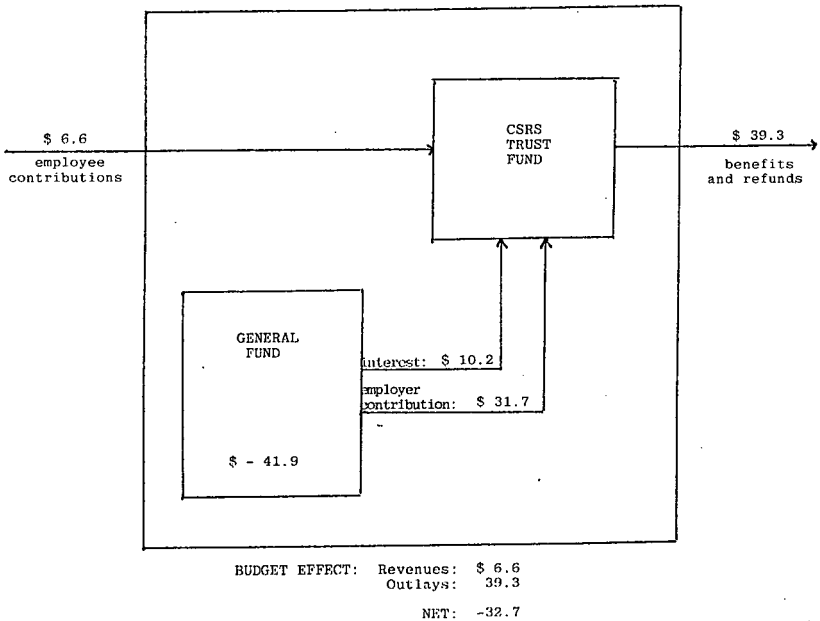 $ 6.6
employee
contributions
CSRS
TRUST
FUND
$ 39.3
benefits
and refunds
GENERAL
FUND
interest: $ 10.2
employer
contribution: $ 31.7
$ - 41.9
BUDGET EFFECT: Revenues: $ 6.6
Outlays: 39.3
NET: -32.7